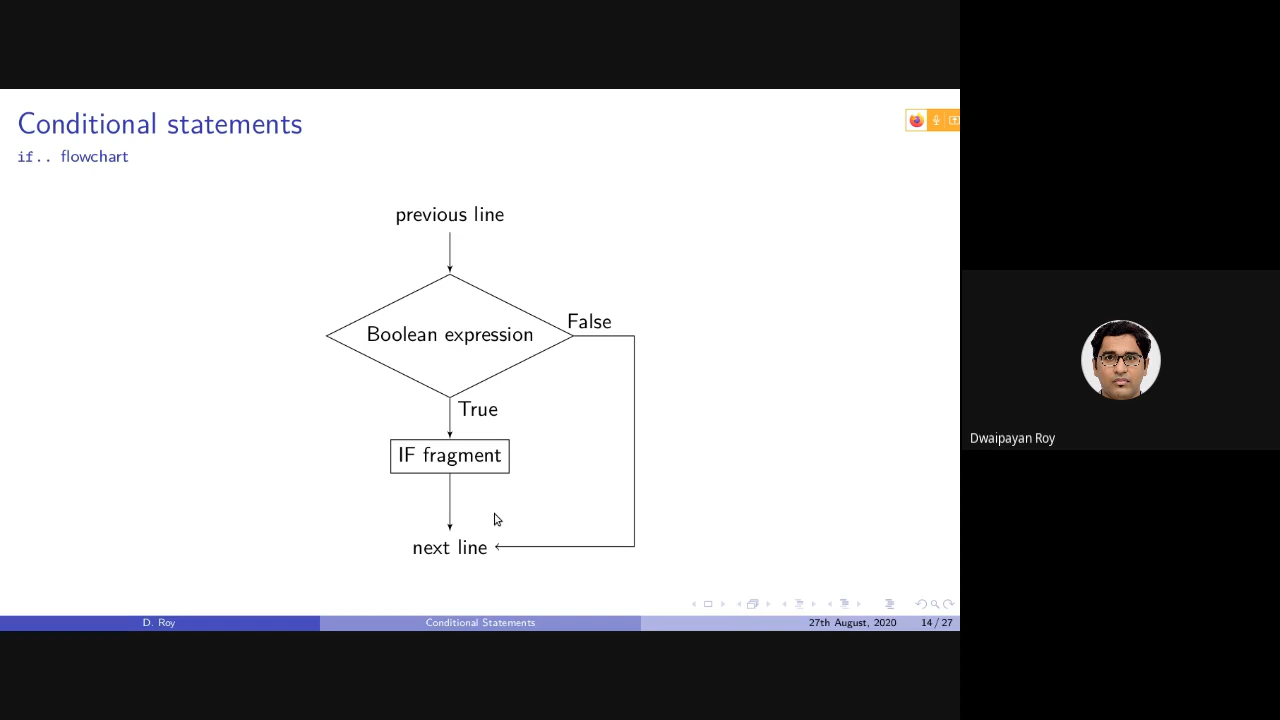 Conditional statements
if.. flowchart
previous line
Boolean expression
False
True
IF fragment
next line
D. Roy
Conditional Statements
27th August, 2020
14 / 27
Dwaipayan Roy